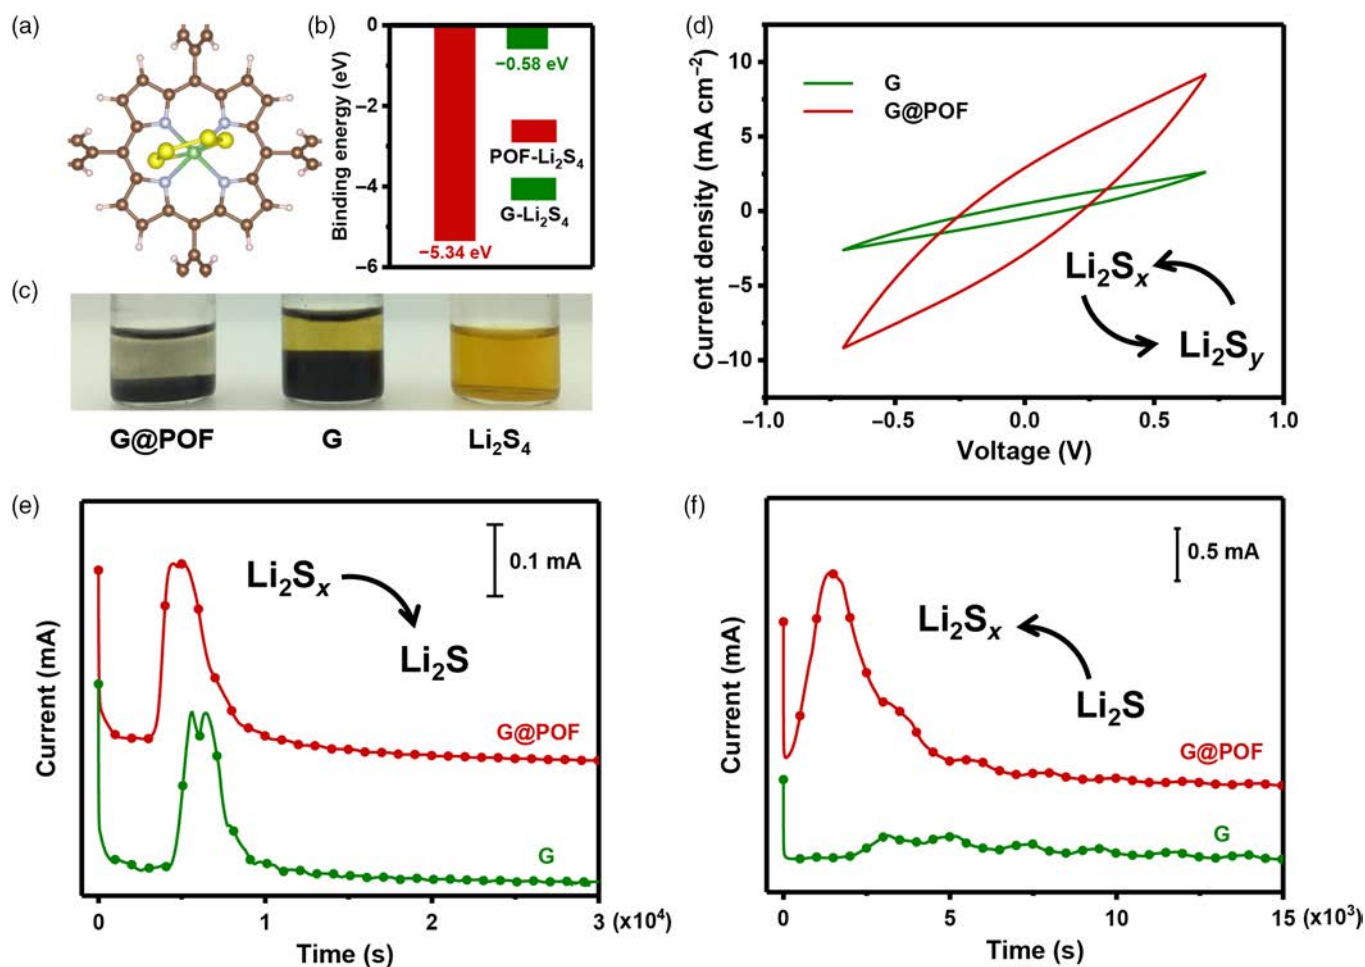 (a)
(b)
0
−2
−4
−6
Binding energy (eV)
−0.58 eV
POF-Li₂S₄
G-Li₂S₄
−5.34 eV
(c)
G@POF
G
Li₂S₄
(d)
10
5
0
−5
−10
Current density (mA cm⁻²)
G
G@POF
Li₂Sₓ
Li₂Sy
−1.0
−0.5
0.0
0.5
1.0
Voltage (V)
(e)
0.1 mA
Li₂Sₓ
Li₂S
G@POF
G
Current (mA)
0
1
2
3
(x10⁴)
Time (s)
(f)
0.5 mA
Li₂Sₓ
Li₂S
G@POF
G
Current (mA)
0
5
10
15
(x10³)
Time (s)